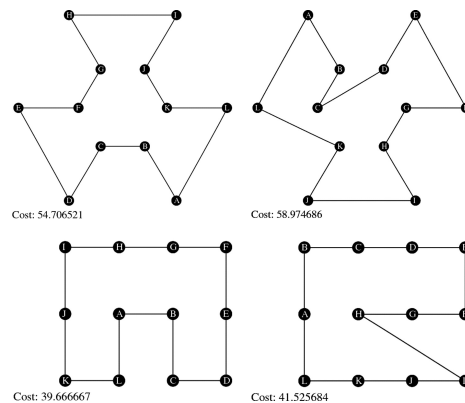 H I
G J
E F K L
C B
D A
Cost: 54.706521
A E
B D
L C G
K H
J I
Cost: 58.974686
I H G F
J A B E
K L C D
Cost: 39.666667
B C D
A H G
L K J
Cost: 41.525684